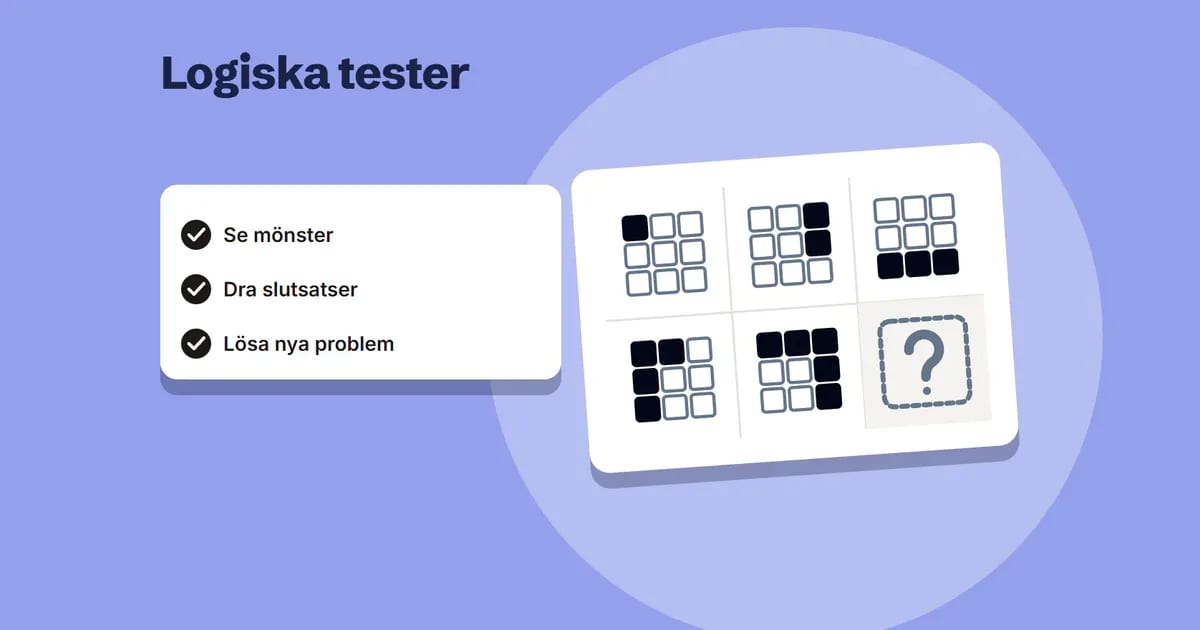 Logiska tester
Se mönster
Dra slutsatser
Lösa nya problem
?